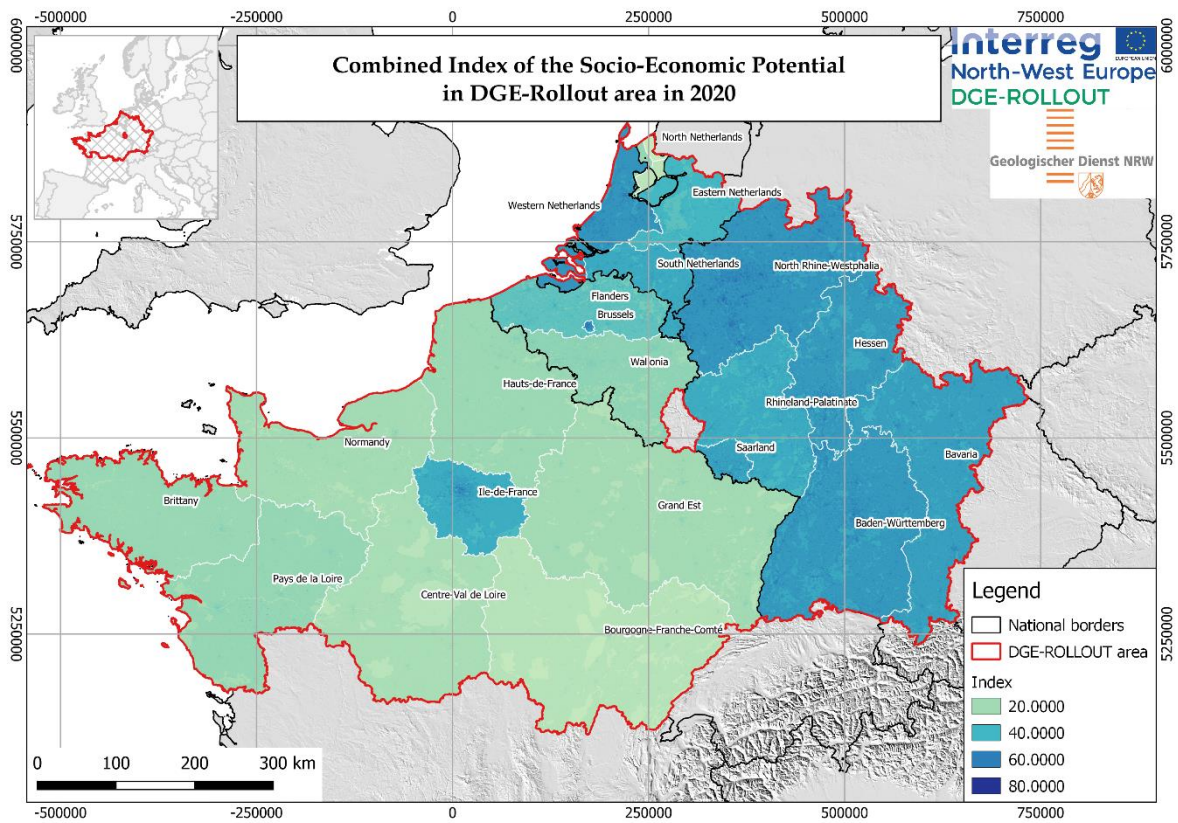 -500000 -250000 0 250000 500000 750000
6000000
Combined Index of the Socio-Economic Potential
in DGE-Rollout area in 2020
Interreg
EUROPEAN UNION
North-West Europe
DGE-ROLLOUT
Geologischer Dienst NRW
North Netherlands
Eastern Netherlands
Western Netherlands
5750000 5750000
South Netherlands
North Rhine-Westphalia
Flanders
Brussels
Hessen
Wallonia
Hauts-de-France
Rhineland-Palatinate
5500000 5500000
Normandy
Saarland
Bavaria
Ile-de-France
Brittany
Grand Est
Baden-Württemberg
Pays de la Loire
Centre-Val de Loire
Bourgogne-Franche-Comté
5250000 5250000
Legend
National borders
DGE-ROLLOUT area
Index
20.0000
40.0000
60.0000
80.0000
0 100 200 300 km
-500000 -250000 0 250000 500000 750000